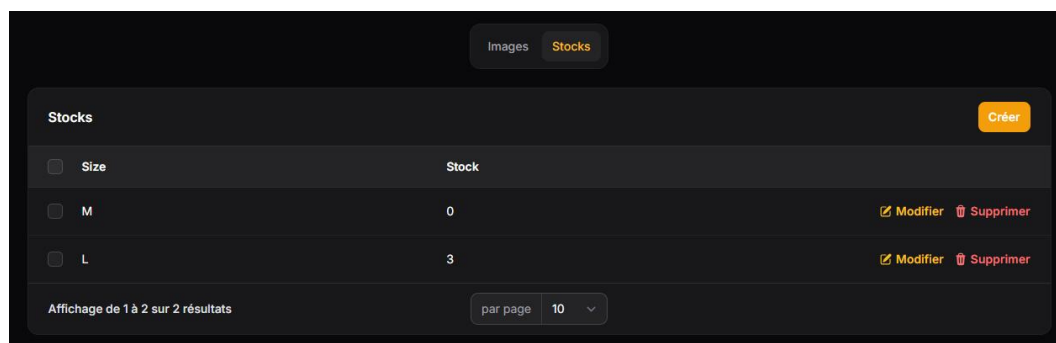 Images Stocks
Stocks Créer
Size Stock
M 0 Modifier Supprimer
L 3 Modifier Supprimer
Affichage de 1 à 2 sur 2 résultats par page 10